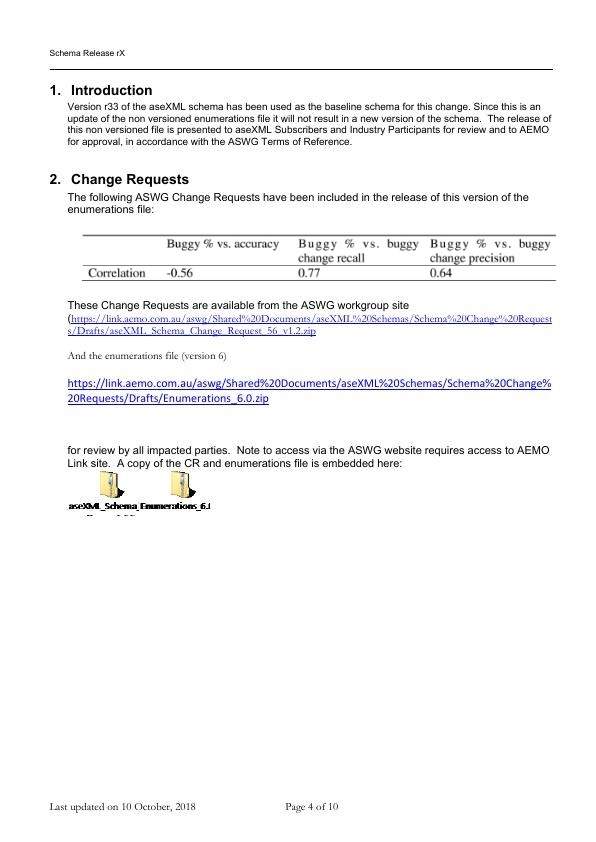 Schema Release rX
1. Introduction
Version r33 of the aseXML schema has been used as the baseline schema for this change. Since this is an
update of the non versioned enumerations file it will not result in a new version of the schema. The release of
this non versioned file is presented to aseXML Subscribers and Industry Participants for review and to AEMO
for approval, in accordance with the ASWG Terms of Reference.
2. Change Requests
The following ASWG Change Requests have been included in the release of this version of the
enumerations file:
Buggy % vs. accuracy Buggy % vs. buggy Buggy % vs. buggy
change recall change precision
Correlation -0.56 0.77 0.64
These Change Requests are available from the ASWG workgroup site
(https://link.aemo.com.au/aswg/Shared%20Documents/aseXML%20Schemas/Schema%20Change%20Request
s/Drafts/aseXML_Schema_Change_Request_56_v1.2.zip
And the enumerations file (version 6)
https://link.aemo.com.au/aswg/Shared%20Documents/aseXML%20Schemas/Schema%20Change%
20Requests/Drafts/Enumerations_6.0.zip
for review by all impacted parties. Note to access via the ASWG website requires access to AEMO
Link site. A copy of the CR and enumerations file is embedded here:
aseXML_Schema_Enumerations_6.0
Last updated on 10 October, 2018 Page 4 of 10